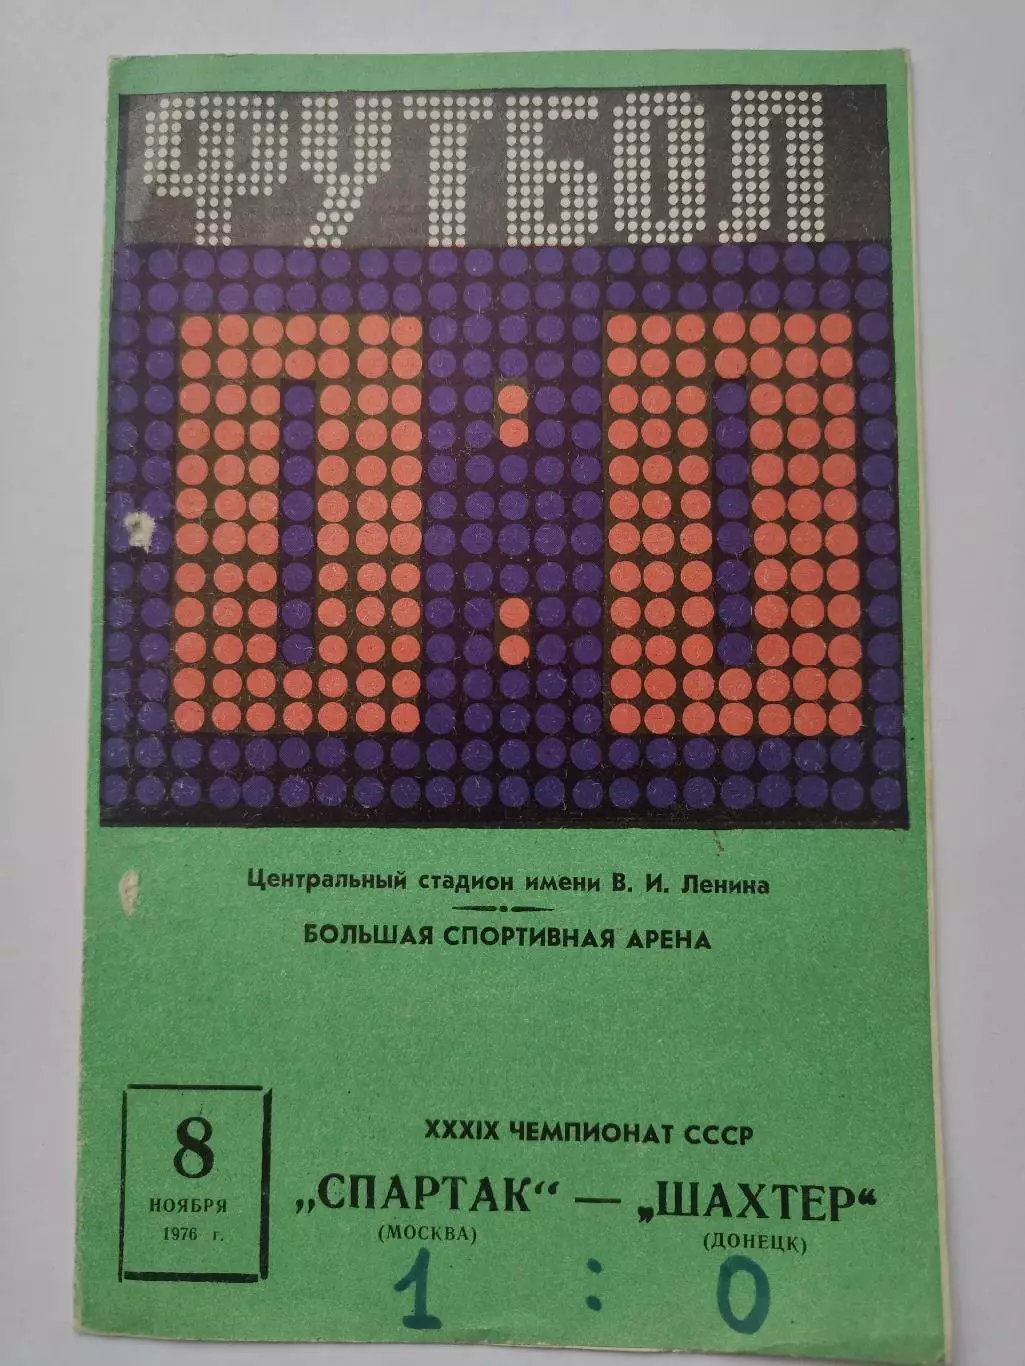 ФУТБОЛ
0:0
Центральный стадион имени В. И. Ленина
БОЛЬШАЯ СПОРТИВНАЯ АРЕНА
8
НОЯБРЯ
1976 г.
XXXIX ЧЕМПИОНАТ СССР
„СПАРТАК“ — „ШАХТЕР“
(МОСКВА) (ДОНЕЦК)
1 : 0